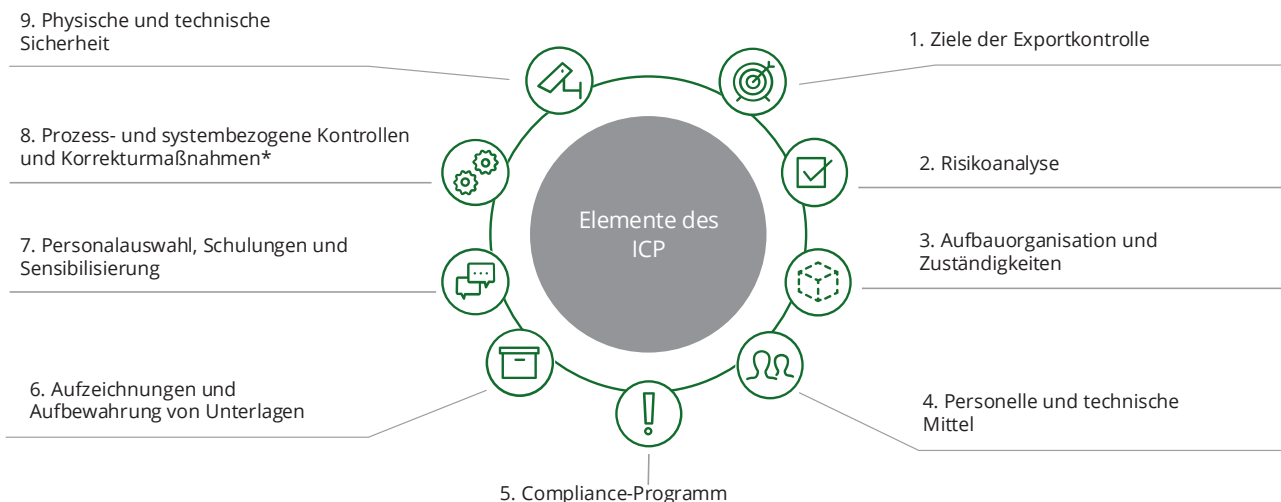 9. Physische und technische
Sicherheit
1. Ziele der Exportkontrolle
8. Prozess- und systembezogene Kontrollen
und Korrekturmaßnahmen*
2. Risikoanalyse
Elemente des
ICP
7. Personalauswahl, Schulungen und
Sensibilisierung
3. Aufbauorganisation und
Zuständigkeiten
6. Aufzeichnungen und
Aufbewahrung von Unterlagen
4. Personelle und technische
Mittel
5. Compliance-Programm